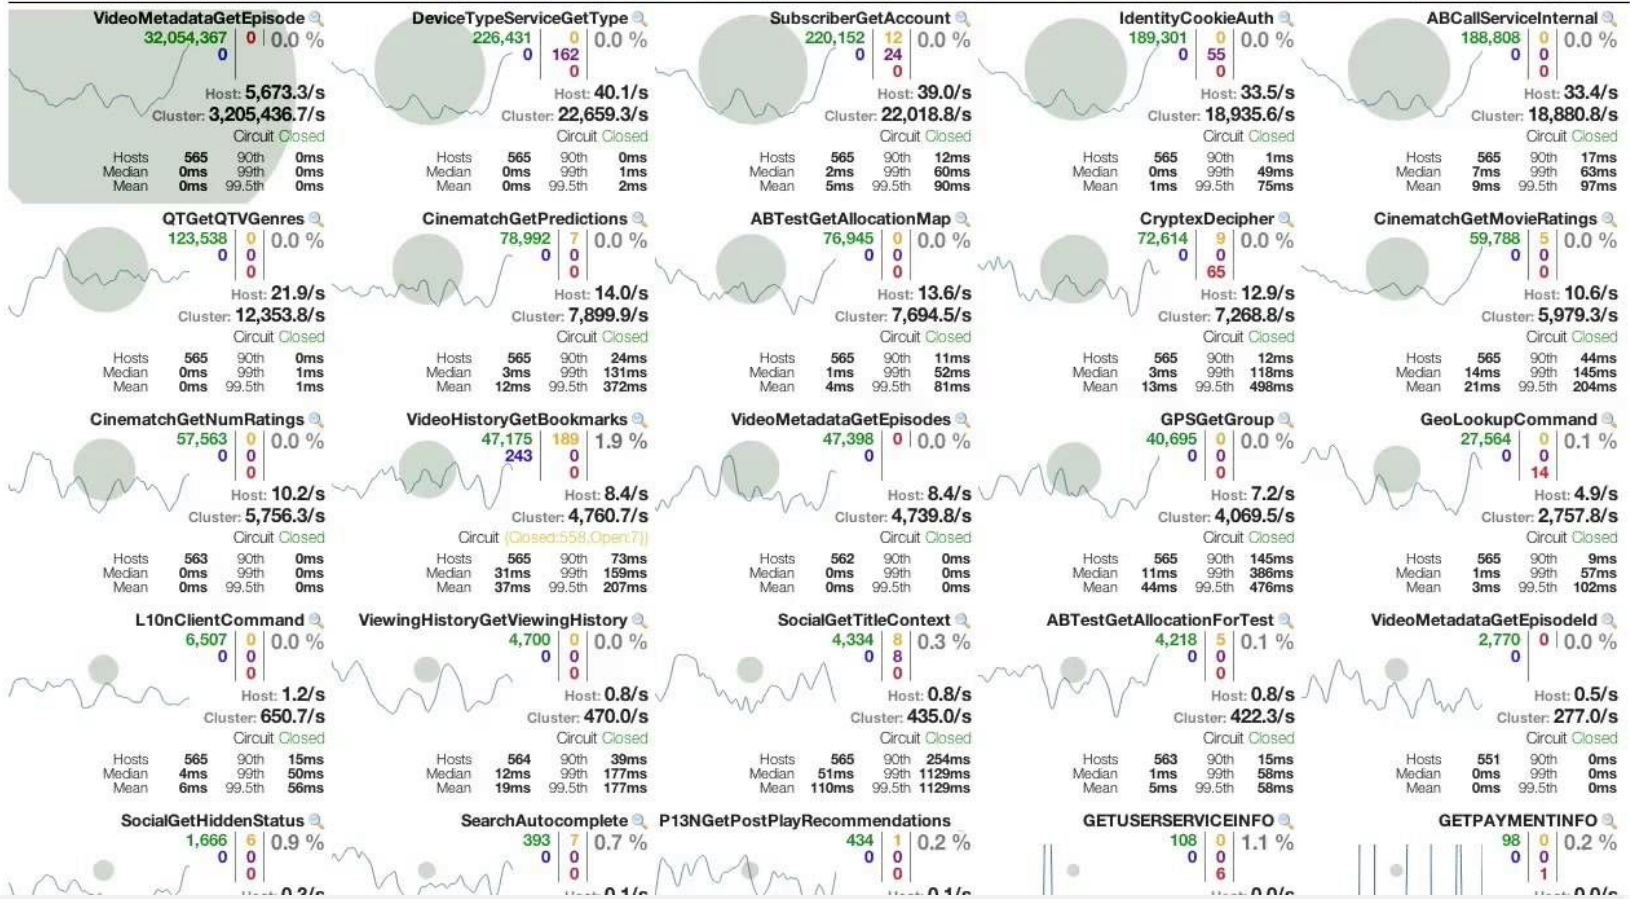 VideoMetadataGetEpisode
32,054,367 0 0.0 %
0
Host: 5,673.3/s
Cluster: 3,205,436.7/s
Circuit Closed
Hosts 565 90th 0ms
Median 0ms 99th 0ms
Mean 0ms 99.5th 0ms
DeviceTypeServiceGetType
226,431 0 0.0 %
0 162
0
Host: 40.1/s
Cluster: 22,659.3/s
Circuit Closed
Hosts 565 90th 0ms
Median 0ms 99th 1ms
Mean 0ms 99.5th 2ms
SubscriberGetAccount
220,152 12 0.0 %
0 24
0
Host: 39.0/s
Cluster: 22,018.8/s
Circuit Closed
Hosts 565 90th 12ms
Median 2ms 99th 60ms
Mean 5ms 99.5th 90ms
IdentityCookieAuth
189,301 0 0.0 %
0 55
0
Host: 33.5/s
Cluster: 18,935.6/s
Circuit Closed
Hosts 565 90th 1ms
Median 0ms 99th 49ms
Mean 1ms 99.5th 75ms
ABCallServiceInternal
188,808 0 0.0 %
0 0
0
Host: 33.4/s
Cluster: 18,880.8/s
Circuit Closed
Hosts 565 90th 17ms
Median 7ms 99th 63ms
Mean 9ms 99.5th 97ms
QTGetQTVGenres
123,538 0 0.0 %
0 0
0
Host: 21.9/s
Cluster: 12,353.8/s
Circuit Closed
Hosts 565 90th 0ms
Median 0ms 99th 1ms
Mean 0ms 99.5th 1ms
CinematchGetPredictions
78,992 7 0.0 %
0 0
0
Host: 14.0/s
Cluster: 7,899.9/s
Circuit Closed
Hosts 565 90th 24ms
Median 3ms 99th 131ms
Mean 12ms 99.5th 372ms
ABTestGetAllocationMap
76,945 0 0.0 %
0 0
0
Host: 13.6/s
Cluster: 7,694.5/s
Circuit Closed
Hosts 565 90th 11ms
Median 1ms 99th 52ms
Mean 4ms 99.5th 81ms
CryptexDecipher
72,614 9 0.0 %
0 0
65
Host: 12.9/s
Cluster: 7,268.8/s
Circuit Closed
Hosts 565 90th 12ms
Median 3ms 99th 118ms
Mean 13ms 99.5th 498ms
CinematchGetMovieRatings
59,788 5 0.0 %
0 0
0
Host: 10.6/s
Cluster: 5,979.3/s
Circuit Closed
Hosts 565 90th 44ms
Median 14ms 99th 145ms
Mean 21ms 99.5th 204ms
CinematchGetNumRatings
57,563 0 0.0 %
0 0
0
Host: 10.2/s
Cluster: 5,756.3/s
Circuit Closed
Hosts 563 90th 0ms
Median 0ms 99th 0ms
Mean 0ms 99.5th 0ms
VideoHistoryGetBookmarks
47,175 189 1.9 %
243 0
0
Host: 8.4/s
Cluster: 4,760.7/s
Circuit (Closed:558,Open:7))
Hosts 565 90th 73ms
Median 31ms 99th 159ms
Mean 37ms 99.5th 207ms
VideoMetadataGetEpisodes
47,398 0 0.0 %
0
Host: 8.4/s
Cluster: 4,739.8/s
Circuit Closed
Hosts 562 90th 0ms
Median 0ms 99th 0ms
Mean 0ms 99.5th 0ms
GPSGetGroup
40,695 0 0.0 %
0 0
0
Host: 7.2/s
Cluster: 4,069.5/s
Circuit Closed
Hosts 565 90th 145ms
Median 11ms 99th 386ms
Mean 44ms 99.5th 476ms
GeoLookupCommand
27,564 0 0.1 %
0 0
14
Host: 4.9/s
Cluster: 2,757.8/s
Circuit Closed
Hosts 565 90th 9ms
Median 1ms 99th 57ms
Mean 3ms 99.5th 102ms
L10nClientCommand
6,507 0 0.0 %
0 0
0
Host: 1.2/s
Cluster: 650.7/s
Circuit Closed
Hosts 565 90th 15ms
Median 4ms 99th 50ms
Mean 6ms 99.5th 56ms
ViewingHistoryGetViewingHistory
4,700 0 0.0 %
0 0
0
Host: 0.8/s
Cluster: 470.0/s
Circuit Closed
Hosts 564 90th 39ms
Median 12ms 99th 177ms
Mean 19ms 99.5th 177ms
SocialGetTitleContext
4,334 8 0.3 %
0 8
0
Host: 0.8/s
Cluster: 435.0/s
Circuit Closed
Hosts 565 90th 254ms
Median 51ms 99th 1129ms
Mean 110ms 99.5th 1129ms
ABTestGetAllocationForTest
4,218 5 0.1 %
0 0
0
Host: 0.8/s
Cluster: 422.3/s
Circuit Closed
Hosts 563 90th 15ms
Median 1ms 99th 58ms
Mean 5ms 99.5th 58ms
VideoMetadataGetEpisodeId
2,770 0 0.0 %
0
Host: 0.5/s
Cluster: 277.0/s
Circuit Closed
Hosts 551 90th 0ms
Median 0ms 99th 0ms
Mean 0ms 99.5th 0ms
SocialGetHiddenStatus
1,666 6 0.9 %
0 0
0
SearchAutocomplete
393 7 0.7 %
0 0
0
P13NGetPostPlayRecommendations
434 1 0.2 %
0 0
0
GETUSERSERVICEINFO
108 0 1.1 %
0 0
6
GETPAYMENTINFO
98 0 0.2 %
0 0
1